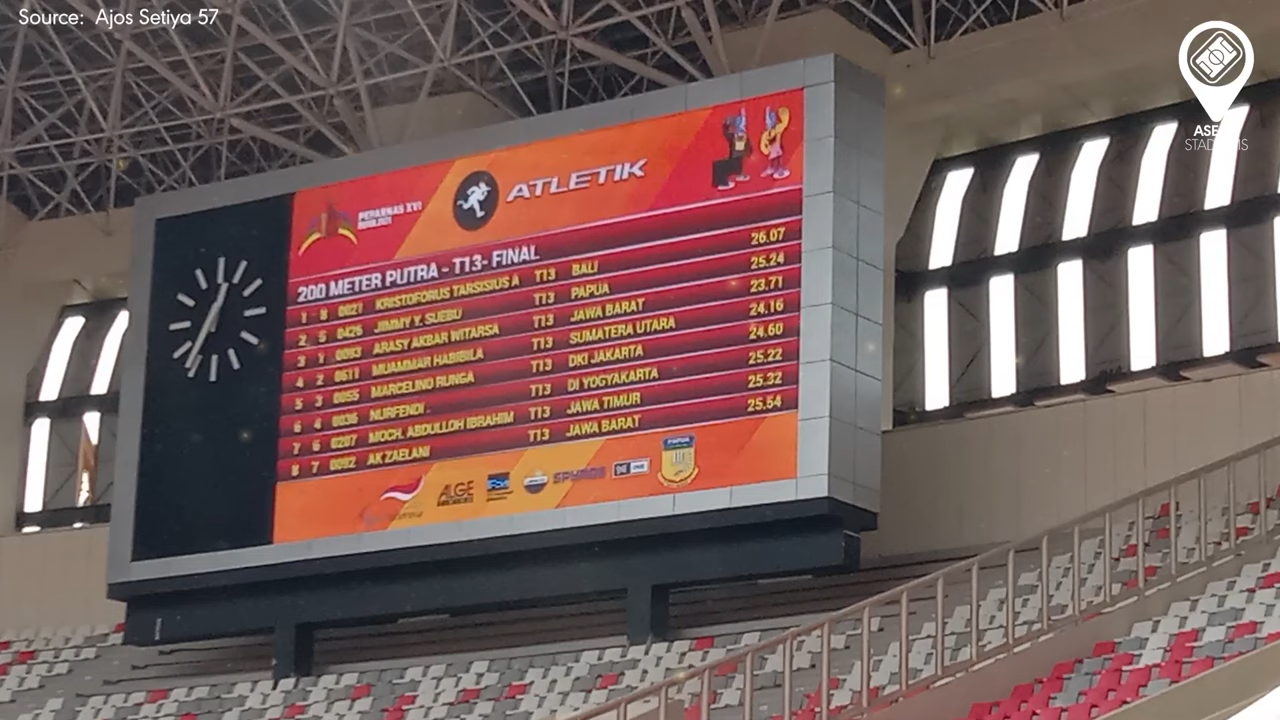 Source: Ajos Setiya 57
ASE
STADIUMS
PEPARNAS XVI
ATLETIK
200 METER PUTRA - T13- FINAL
1 8 0021 KRISTOFORUS TARSISIUS A T13 BALI 26.07
2 5 0426 JIMMY Y. SUEBU T13 PAPUA 25.24
3 1 0093 ARASY AKBAR WITARSA T13 JAWA BARAT 23.71
4 2 0611 MUAMMAR HABIBILA T13 SUMATERA UTARA 24.16
5 3 0055 MARCELINO RUNGA T13 DKI JAKARTA 24.60
6 4 0036 NURFENDI . T13 DI YOGYAKARTA 25.22
7 6 0207 MOCH. ABDULLOH IBRAHIM T13 JAWA TIMUR 25.32
8 7 0092 AK ZAELANI T13 JAWA BARAT 25.54
ALGE
PAPUA